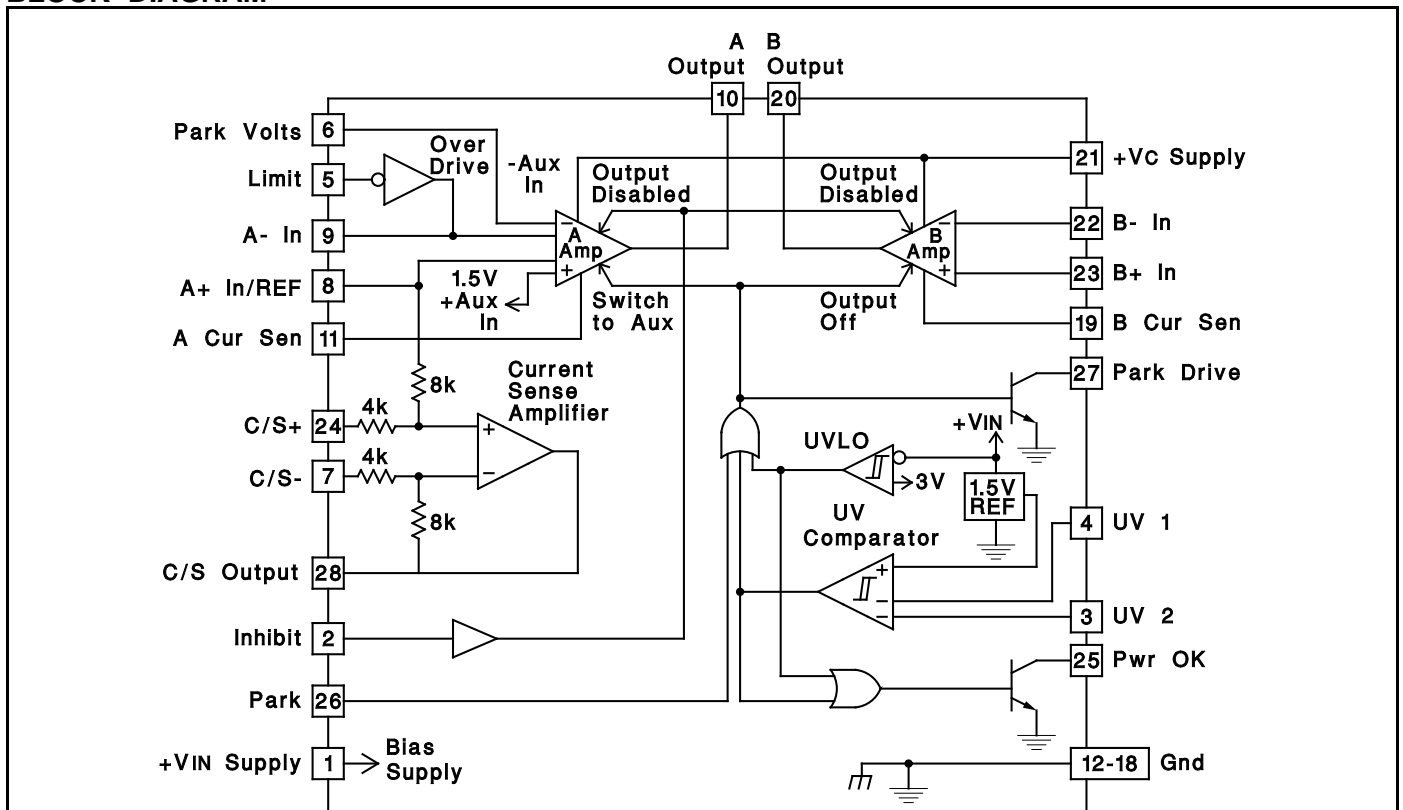 A B
Output Output
10 20
Park Volts 6
Limit 5
Over
Drive
-Aux
In
Output
Disabled
Output
Disabled
21 +VC Supply
A- In 9
A
Amp
−
+
B
Amp
−
+
22 B- In
A+ In/REF 8
1.5V
+Aux
In
Switch
to Aux
Output
Off
23 B+ In
A Cur Sen 11
19 B Cur Sen
8k
Current
Sense
Amplifier
27 Park Drive
C/S+ 24
4k
+
−
C/S- 7
4k
8k
UVLO
+VIN
3V
1.5V
REF
UV
Comparator
+
−
−
4 UV 1
C/S Output 28
3 UV 2
Inhibit 2
25 Pwr OK
Park 26
+VIN Supply 1
Bias
Supply
12-18 Gnd